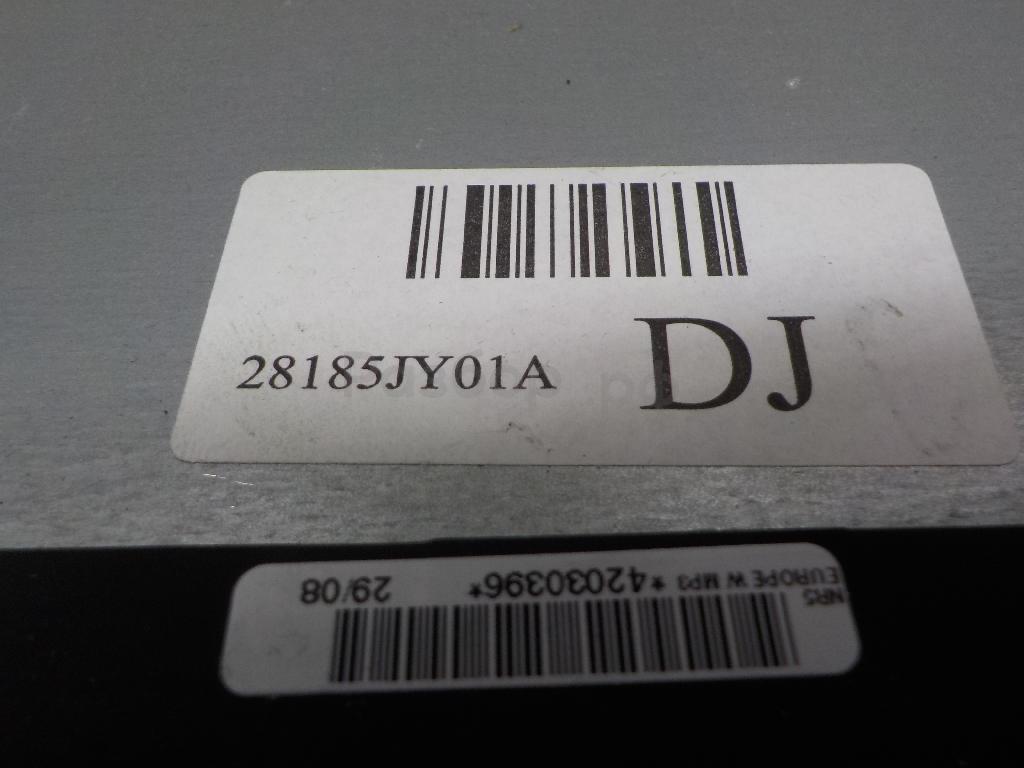 28185JY01A
DJ
NR5
EUROPE W MP3 *42030396* 29/08